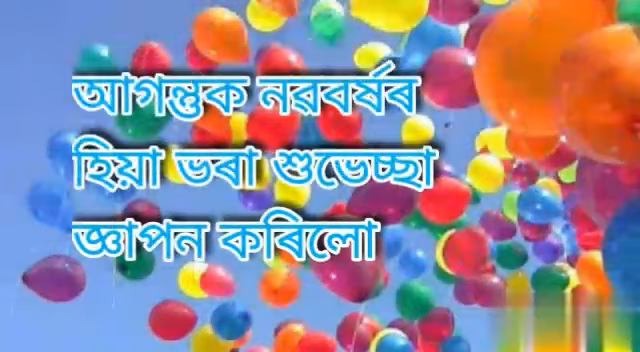 আগন্তুক নৱবৰ্ষৰ
হিয়া ভৰা শুভেচ্ছা
জ্ঞাপন কৰিলো